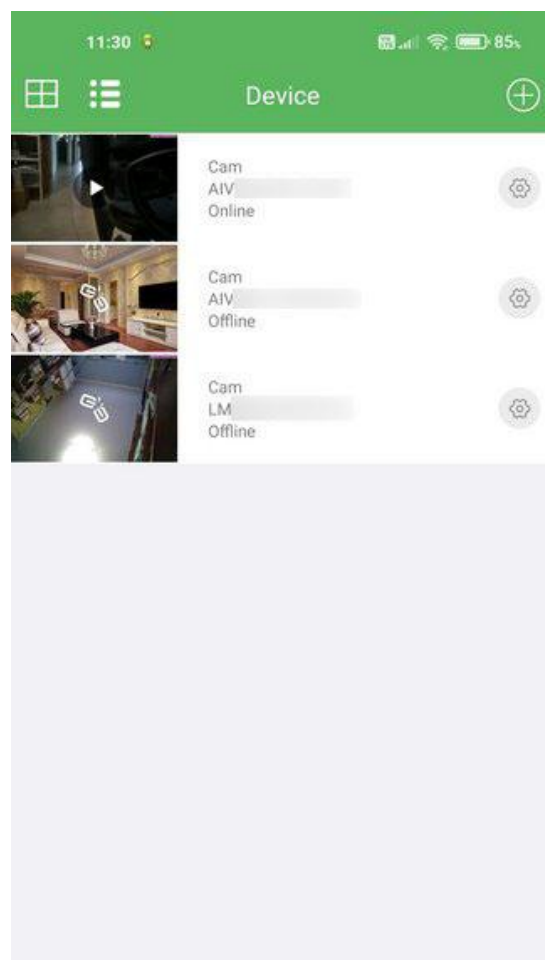 11:30
85%
Device
Cam
AIV
Online
Cam
AIV
Offline
Cam
LM
Offline